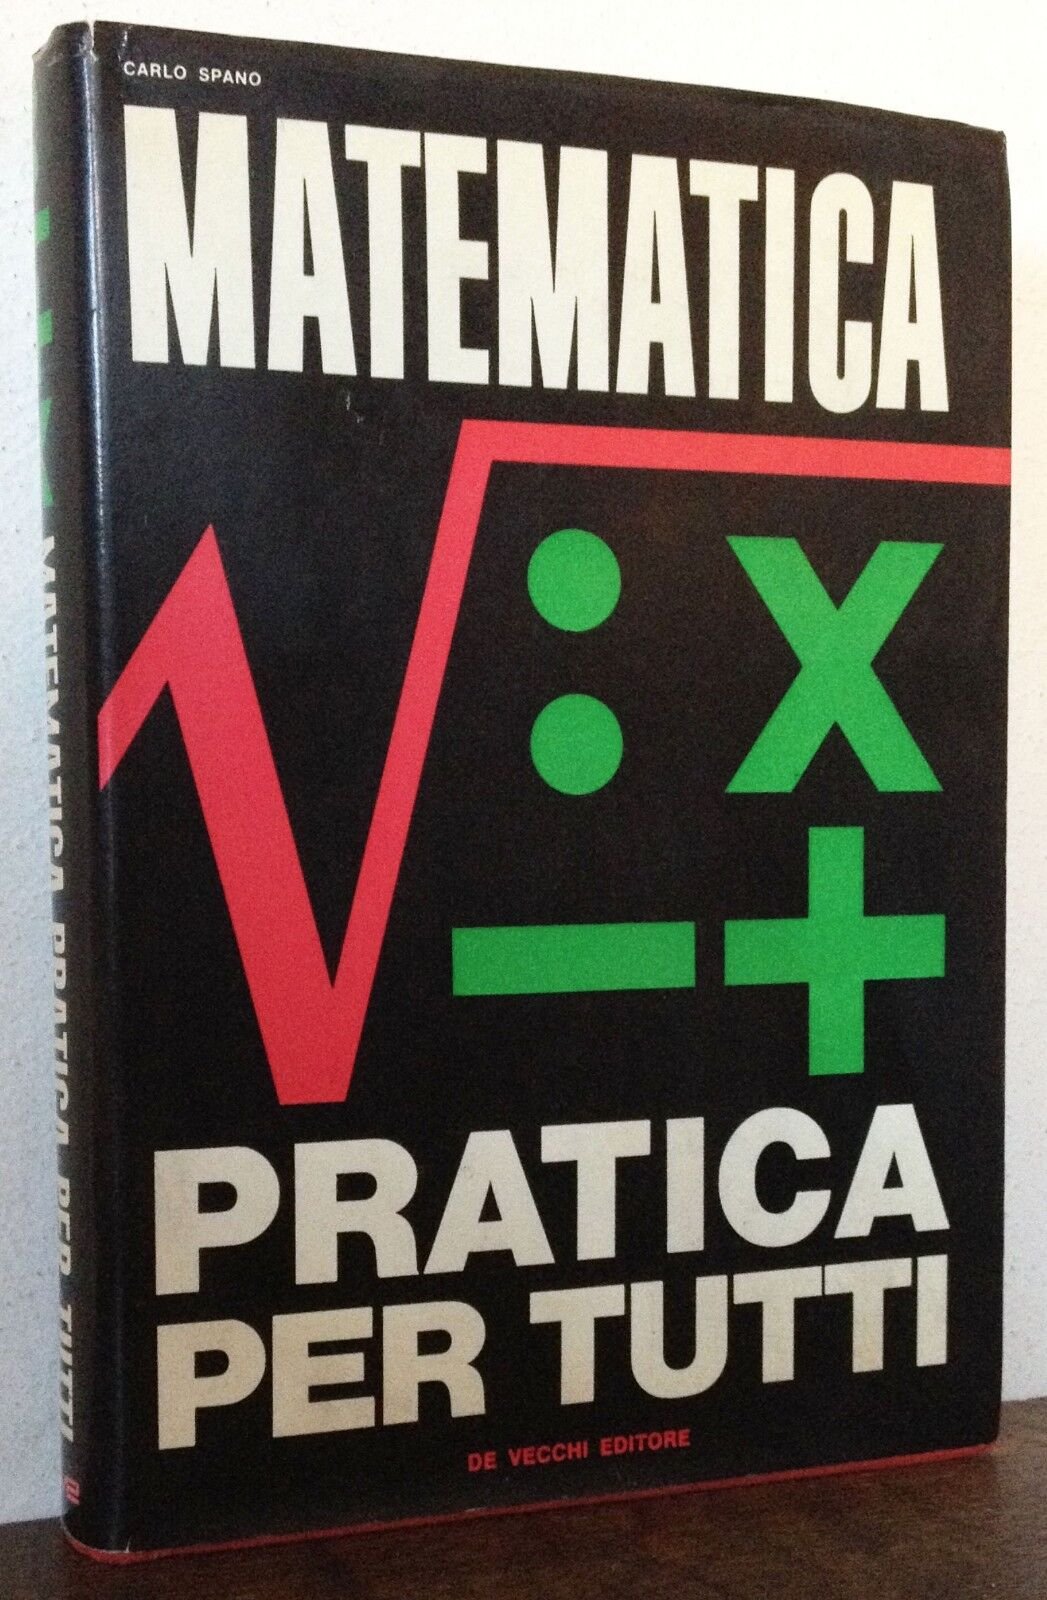 CARLO SPANO
MATEMATICA
√ : x
− +
PRATICA
PER TUTTI
DE VECCHI EDITORE
MATEMATICA PRATICA PER TUTTI